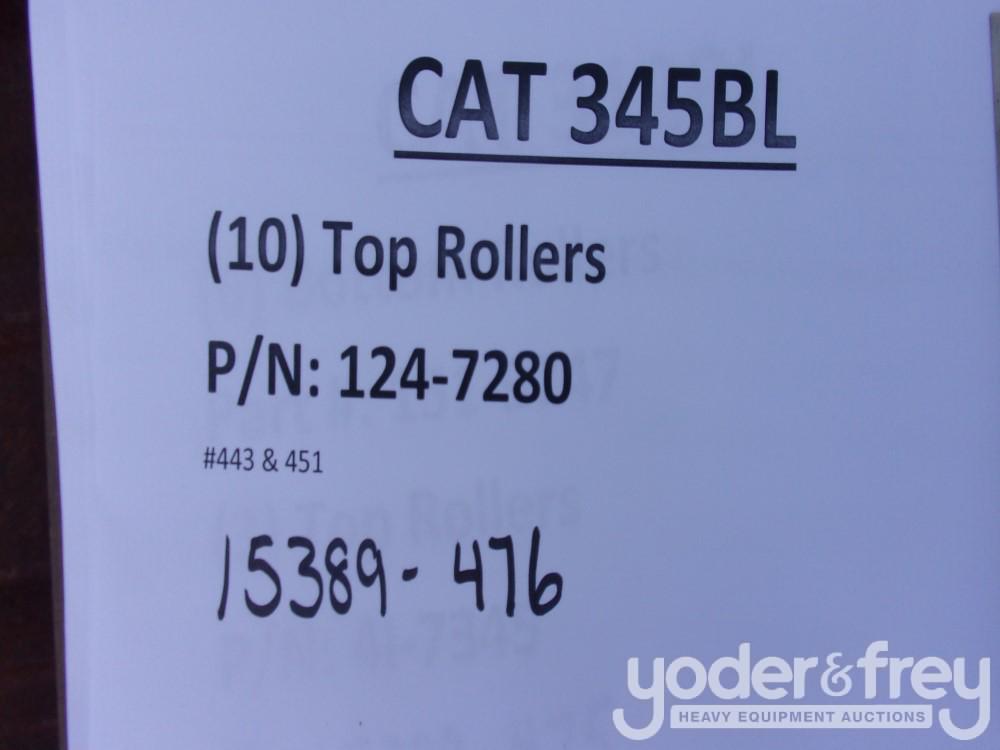 CAT 345BL
(10) Top Rollers
P/N: 124-7280
#443 & 451
15389-476
yoder&frey
HEAVY EQUIPMENT AUCTIONS